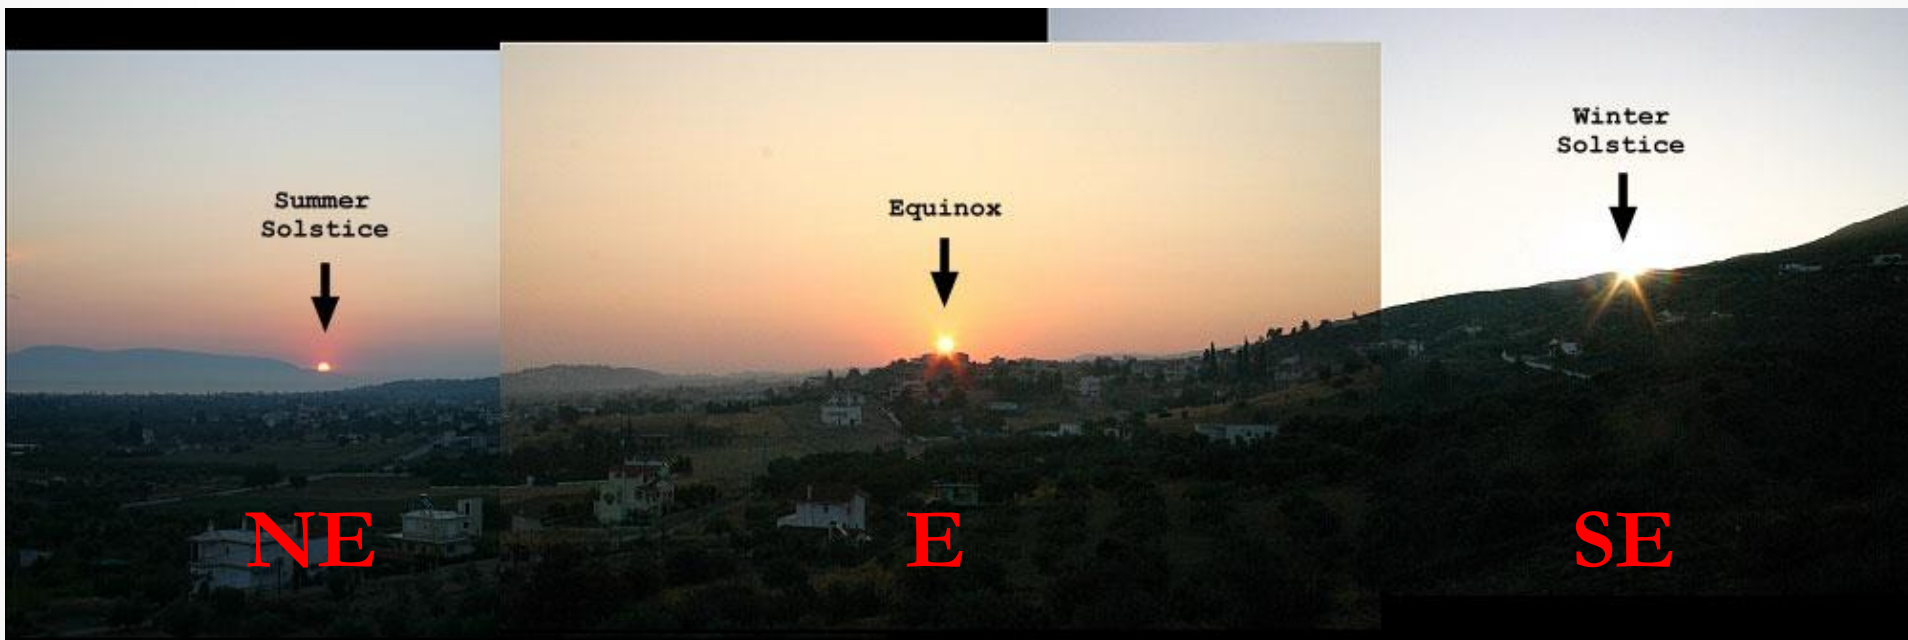 Summer
Solstice
Equinox
Winter
Solstice
NE
E
SE